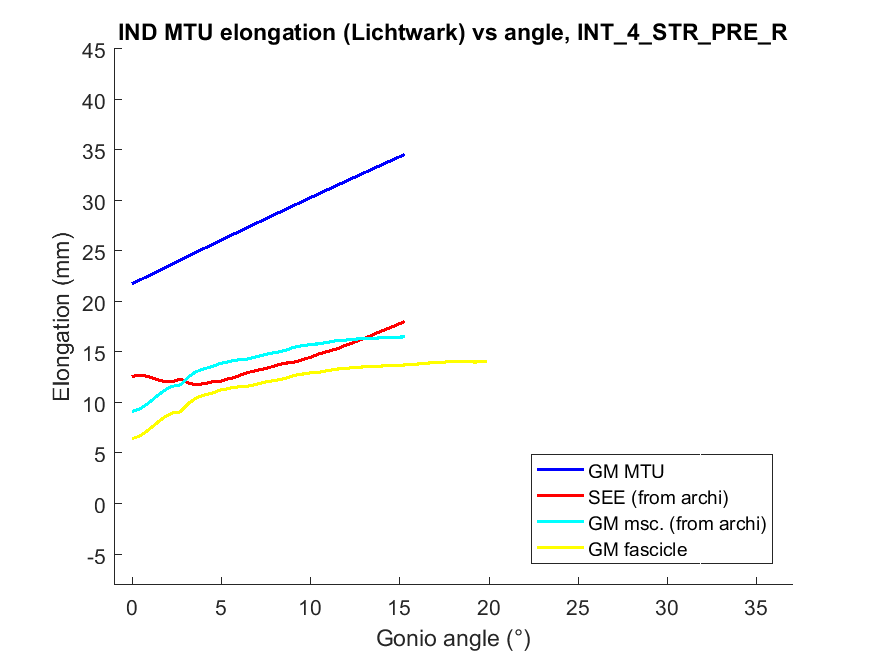 IND MTU elongation (Lichtwark) vs angle, INT_4_STR_PRE_R
45
40
35
30
25
20
15
10
5
0
-5
Elongation (mm)
GM MTU
SEE (from archi)
GM msc. (from archi)
GM fascicle
0 5 10 15 20 25 30 35
Gonio angle (°)